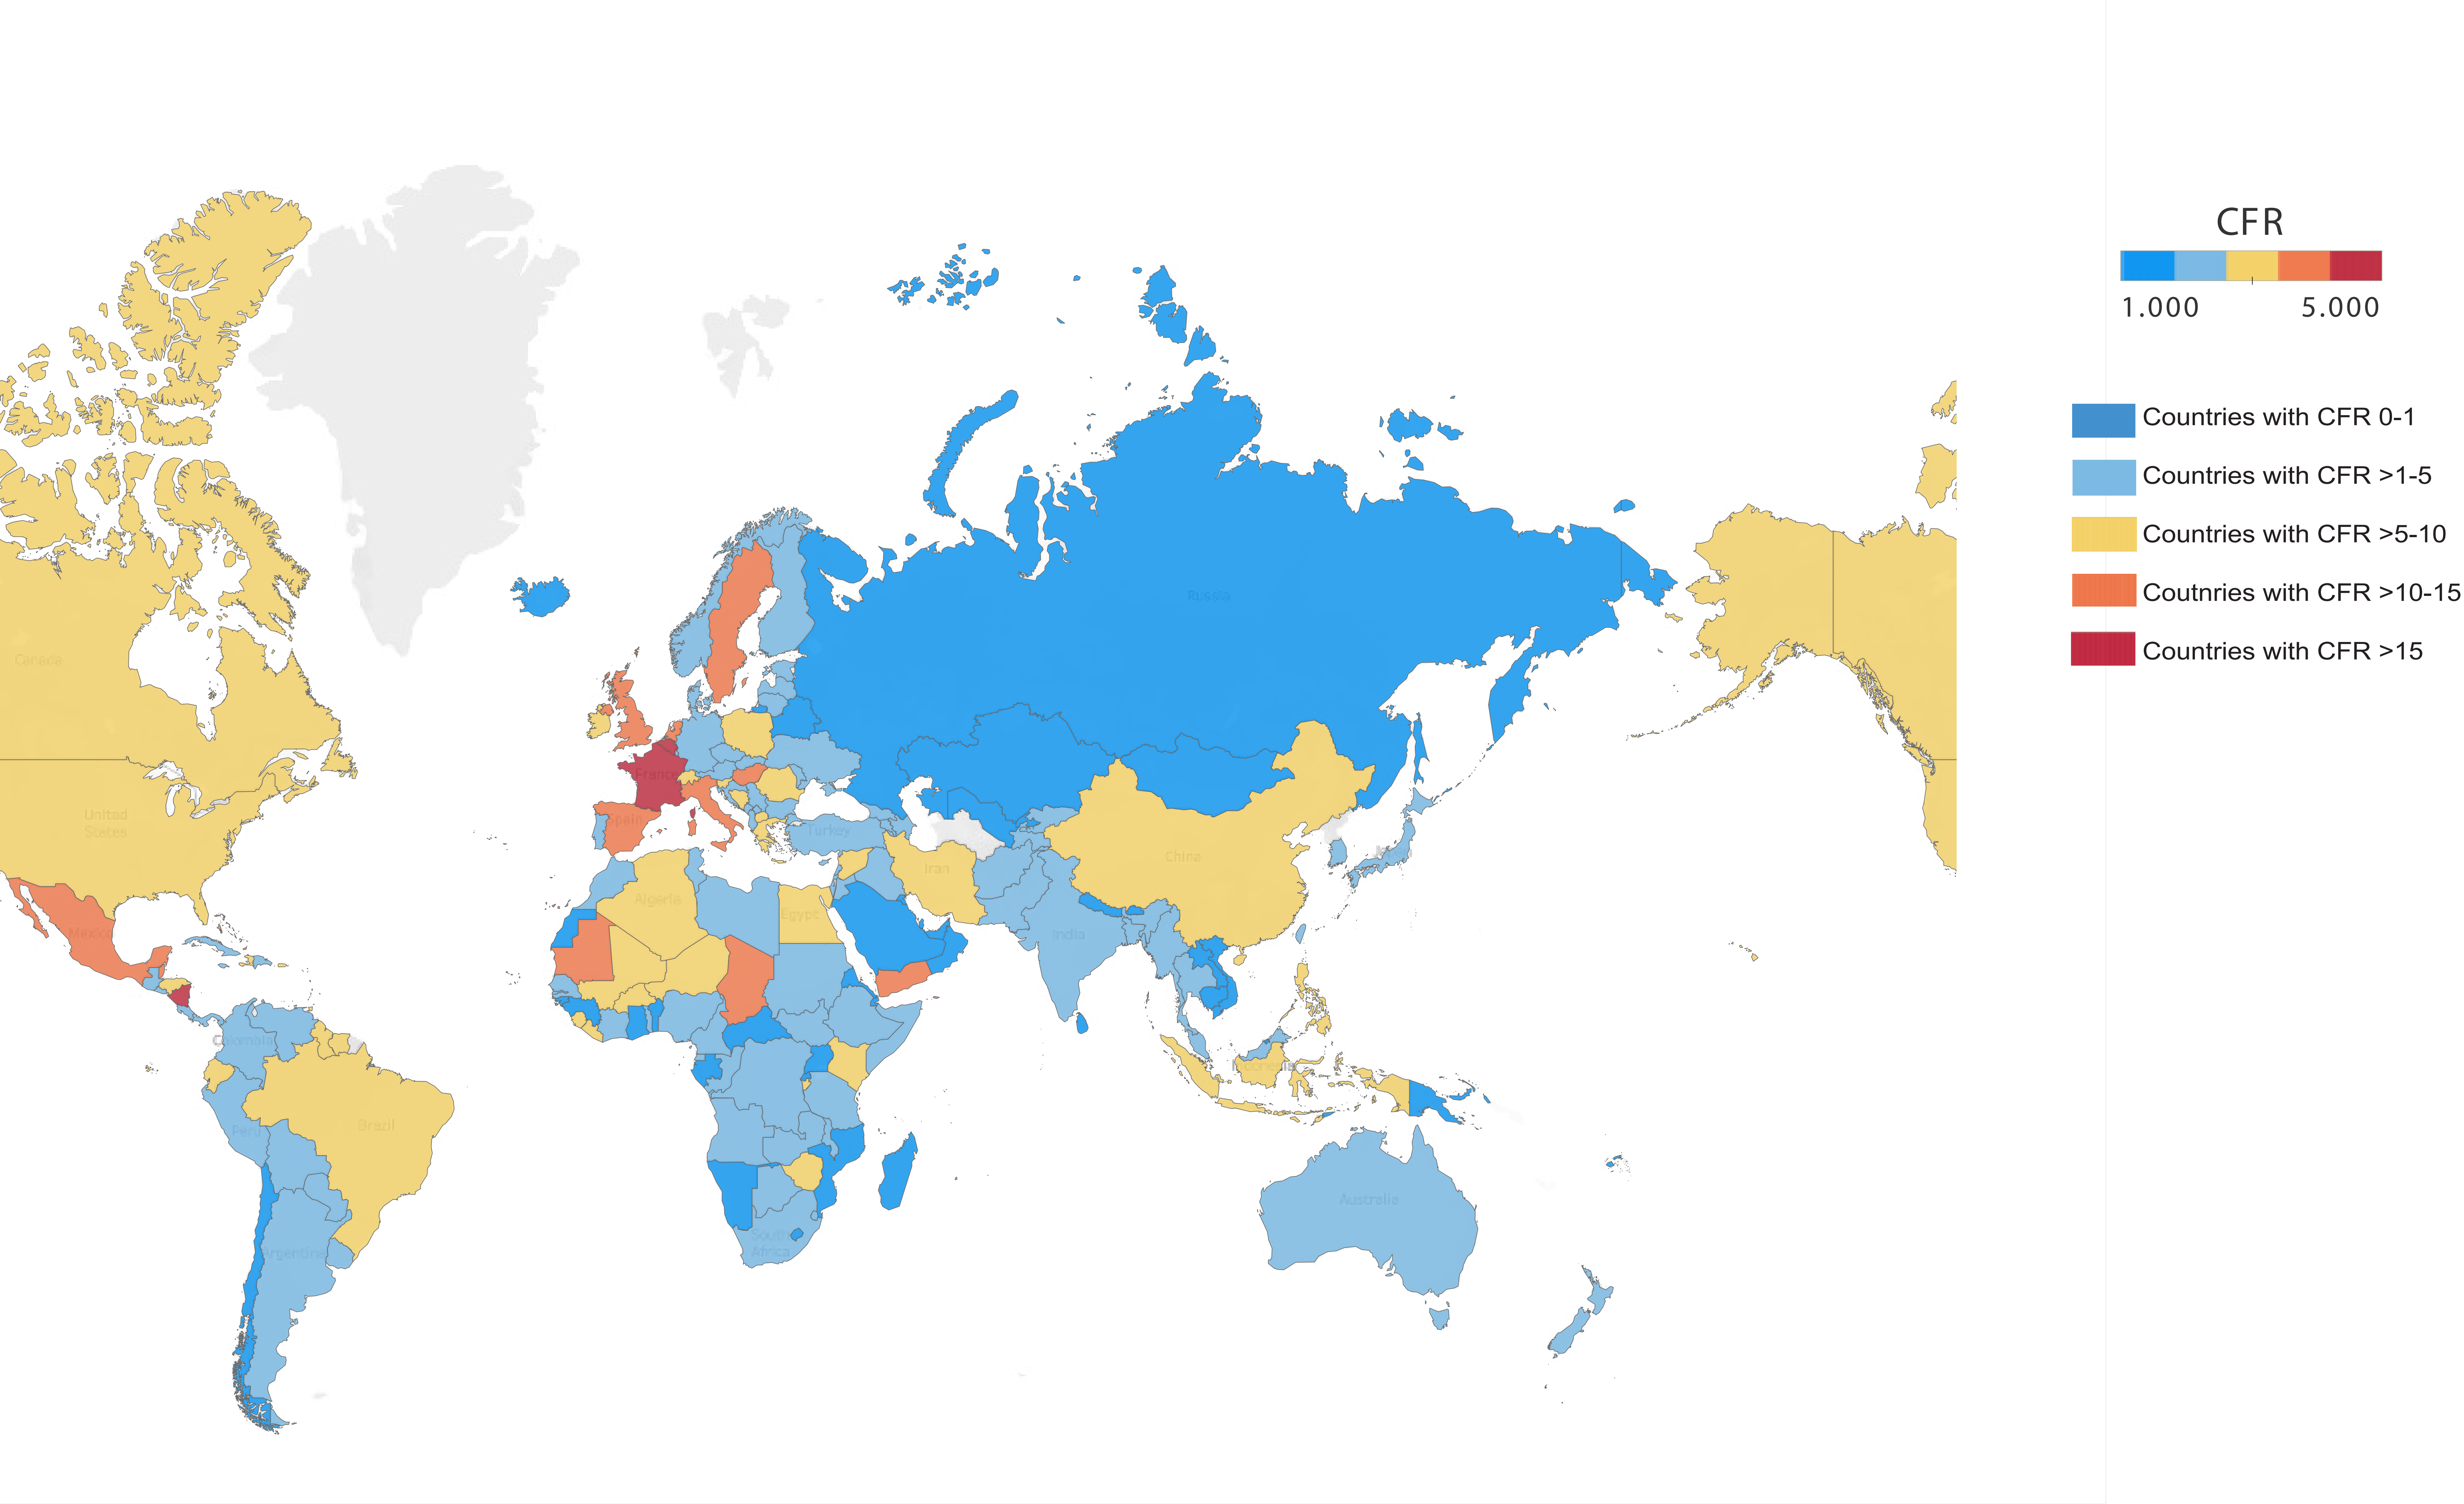 CFR
1.000 5.000
Countries with CFR 0-1
Countries with CFR >1-5
Countries with CFR >5-10
Coutnries with CFR >10-15
Countries with CFR >15
Russia
Canada
United
States
France
Spain
Turkey
China
Iran
Algeria
Egypt
Mexico
India
Colombia
Indonesia
Peru
Brazil
Australia
Argentina
South
Africa